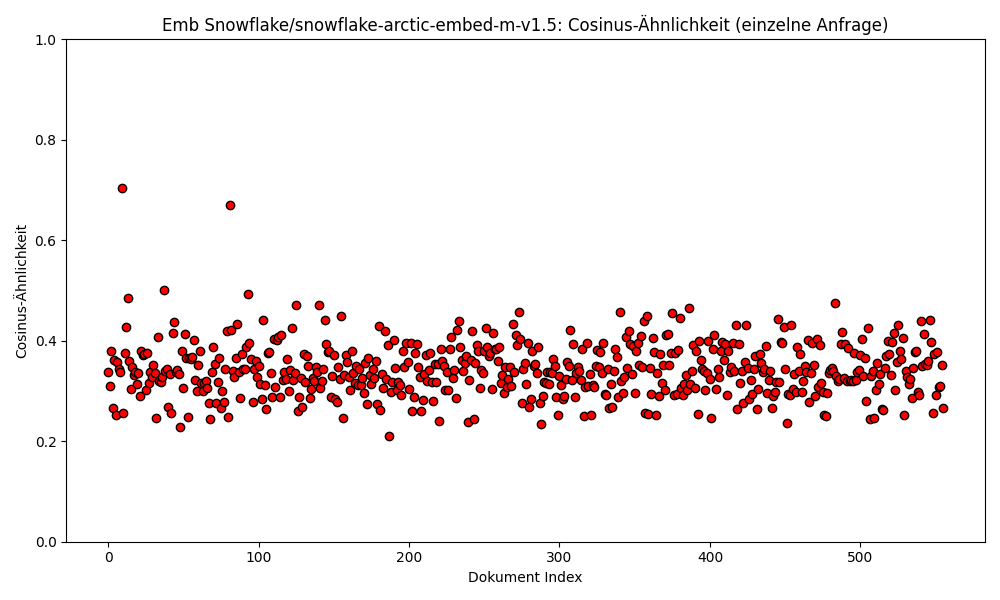 Emb Snowflake/snowflake-arctic-embed-m-v1.5: Cosinus-Ähnlichkeit (einzelne Anfrage)
1.0
0.8
0.6
0.4
0.2
0.0
Cosinus-Ähnlichkeit
0 100 200 300 400 500
Dokument Index